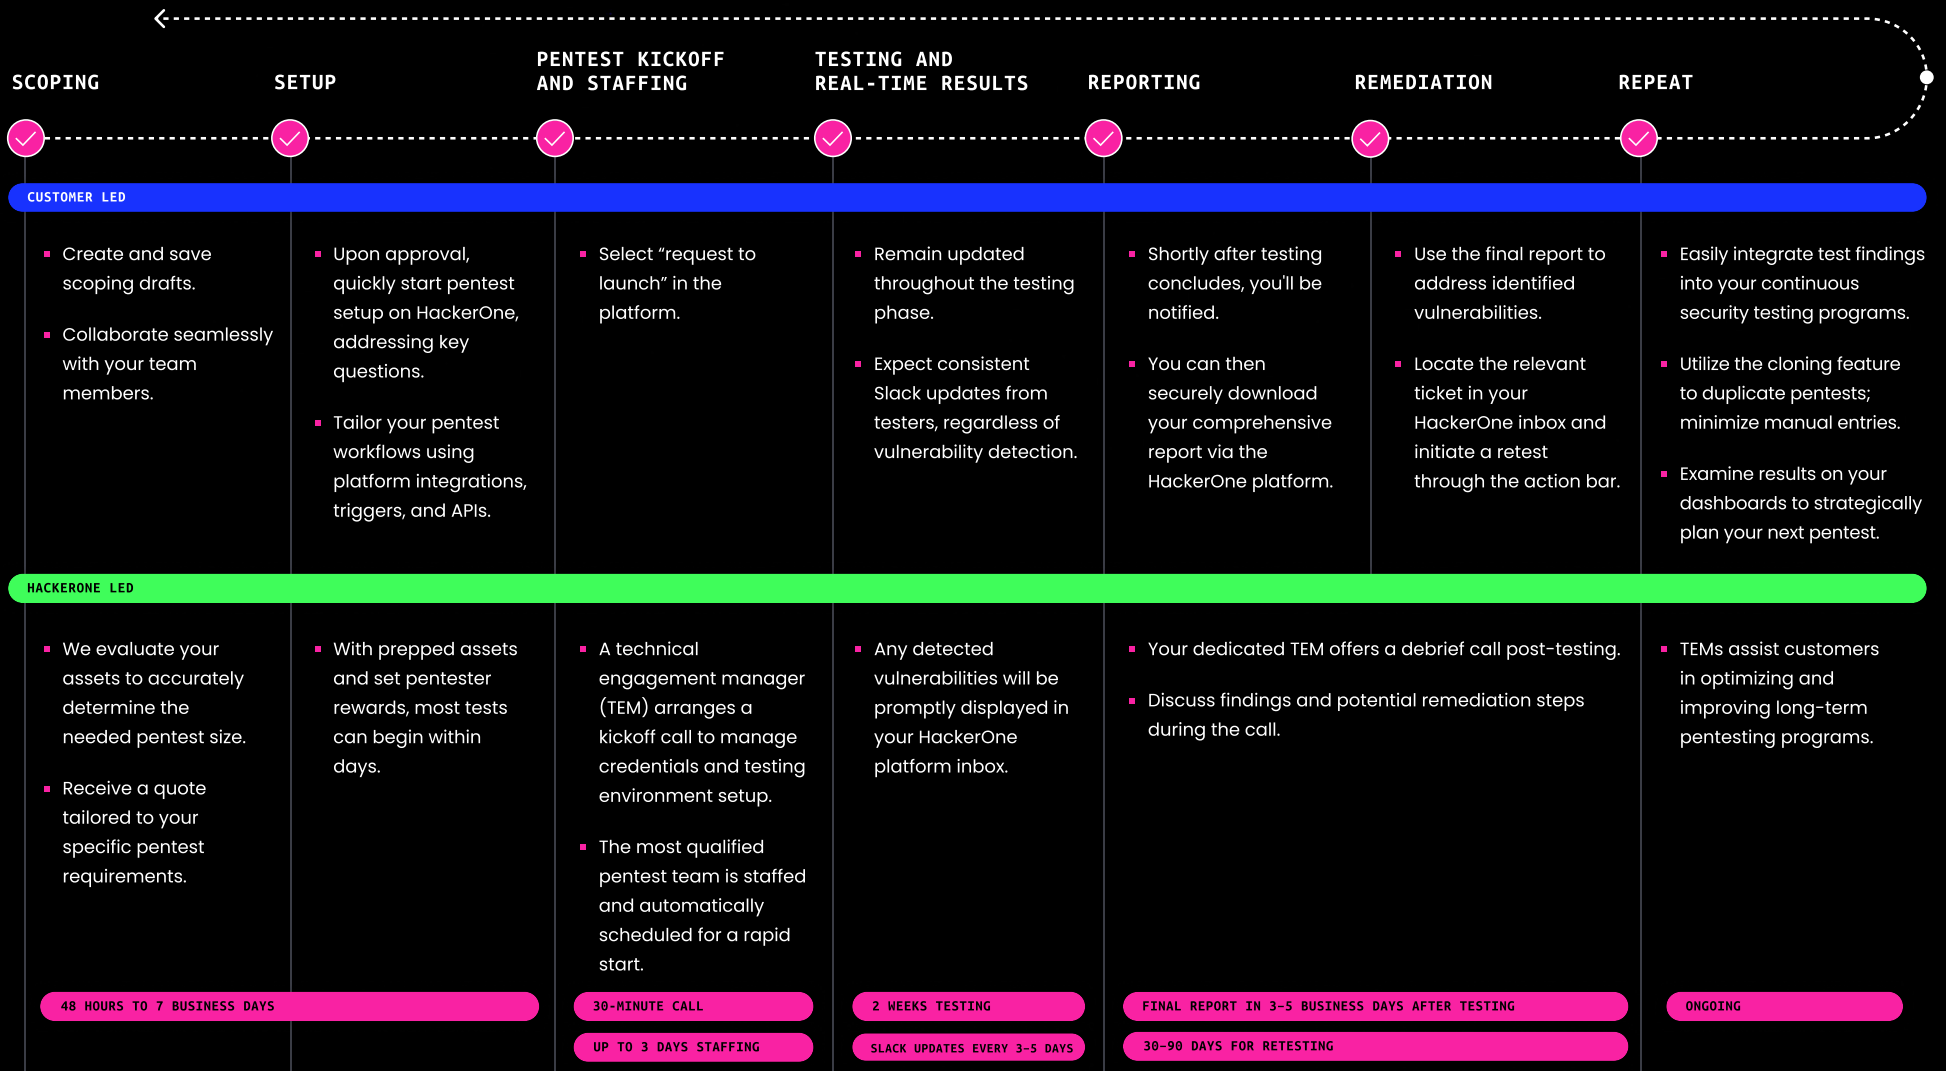 SCOPING
SETUP
PENTEST KICKOFF
AND STAFFING
TESTING AND
REAL-TIME RESULTS
REPORTING
REMEDIATION
REPEAT
CUSTOMER LED
Create and save
scoping drafts.
Collaborate seamlessly
with your team
members.
Upon approval,
quickly start pentest
setup on HackerOne,
addressing key
questions.
Tailor your pentest
workflows using
platform integrations,
triggers, and APIs.
Select “request to
launch” in the
platform.
Remain updated
throughout the testing
phase.
Expect consistent
Slack updates from
testers, regardless of
vulnerability detection.
Shortly after testing
concludes, you'll be
notified.
You can then
securely download
your comprehensive
report via the
HackerOne platform.
Use the final report to
address identified
vulnerabilities.
Locate the relevant
ticket in your
HackerOne inbox and
initiate a retest
through the action bar.
Easily integrate test findings
into your continuous
security testing programs.
Utilize the cloning feature
to duplicate pentests;
minimize manual entries.
Examine results on your
dashboards to strategically
plan your next pentest.
HACKERONE LED
We evaluate your
assets to accurately
determine the
needed pentest size.
Receive a quote
tailored to your
specific pentest
requirements.
With prepped assets
and set pentester
rewards, most tests
can begin within
days.
A technical
engagement manager
(TEM) arranges a
kickoff call to manage
credentials and testing
environment setup.
The most qualified
pentest team is staffed
and automatically
scheduled for a rapid
start.
Any detected
vulnerabilities will be
promptly displayed in
your HackerOne
platform inbox.
Your dedicated TEM offers a debrief call post-testing.
Discuss findings and potential remediation steps
during the call.
TEMs assist customers
in optimizing and
improving long-term
pentesting programs.
48 HOURS TO 7 BUSINESS DAYS
30-MINUTE CALL
UP TO 3 DAYS STAFFING
2 WEEKS TESTING
SLACK UPDATES EVERY 3–5 DAYS
FINAL REPORT IN 3–5 BUSINESS DAYS AFTER TESTING
30–90 DAYS FOR RETESTING
ONGOING